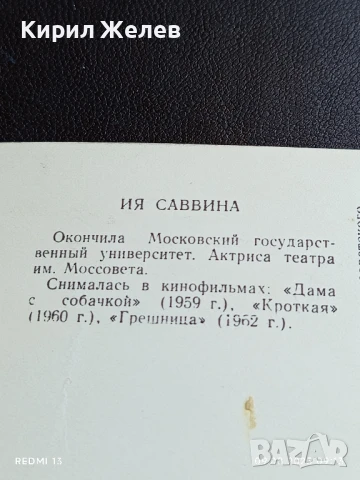 Кирил Желев
ИЯ САВВИНА
Окончила Московский государст-
венный университет. Актриса театра
им. Моссовета.
Снималась в кинофильмах: «Дама
с собачкой» (1959 г.), «Кроткая»
(1960 г.), «Грешница» (1962 г.).
REDMI 13
bazar